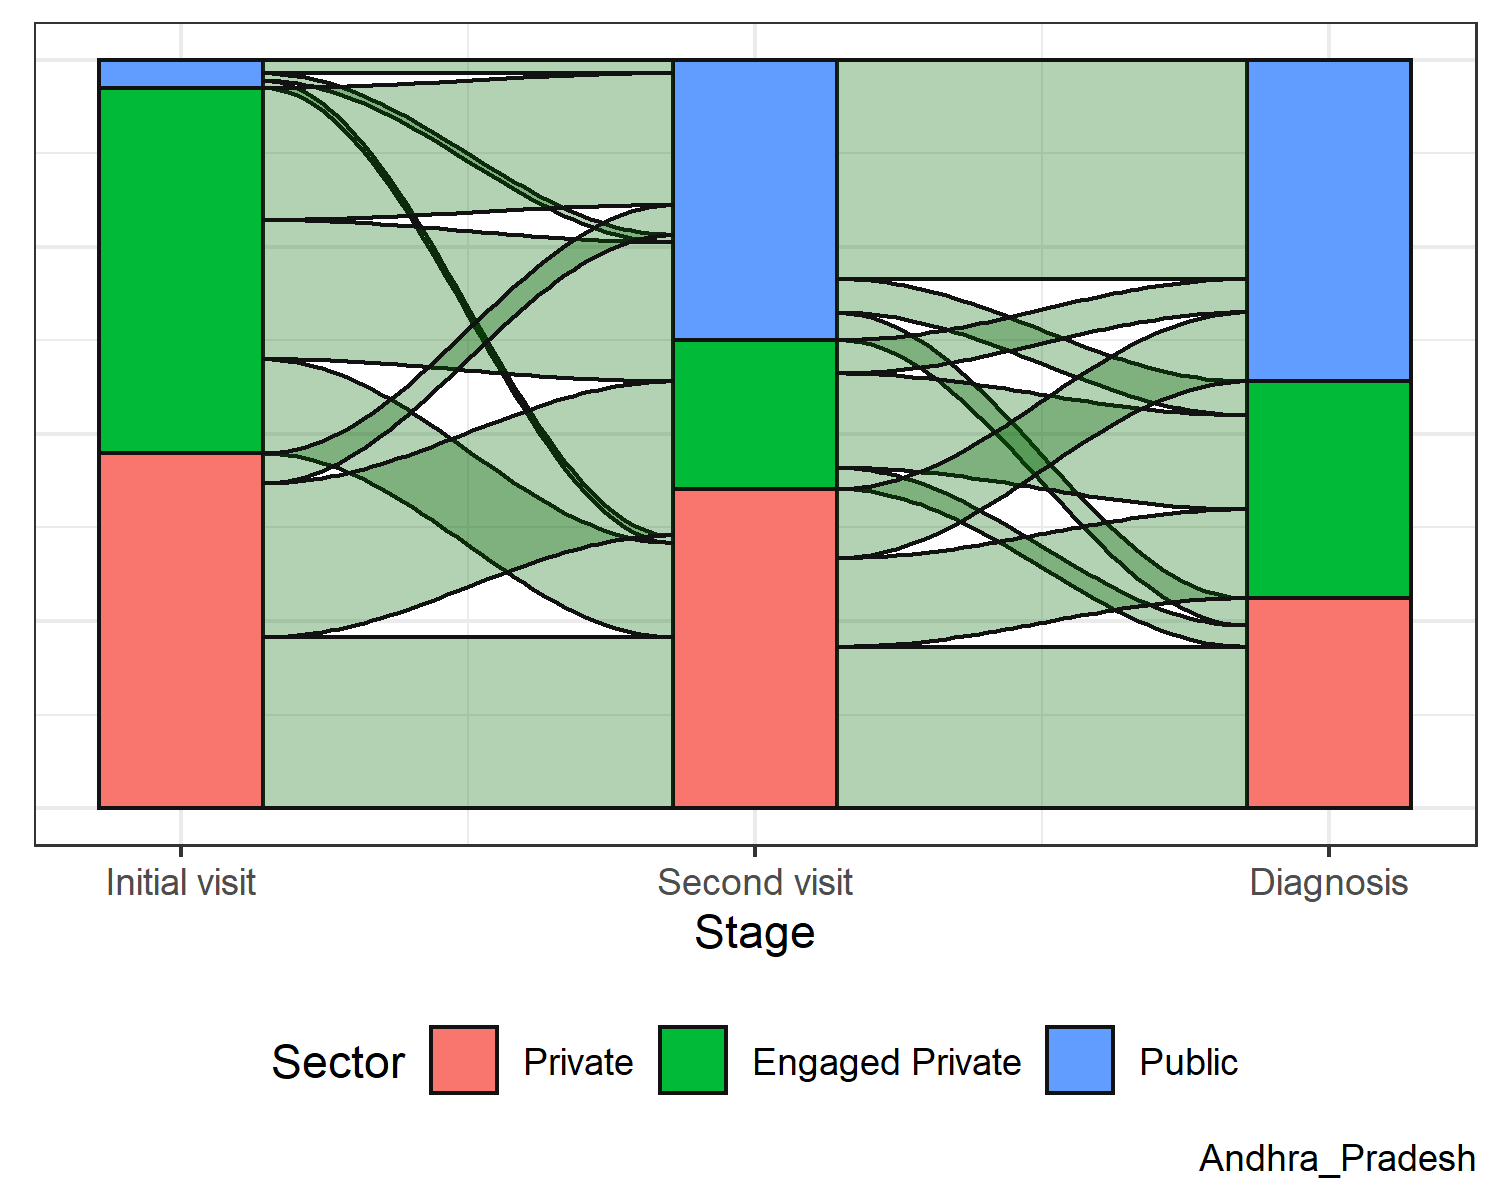 Initial visit Second visit Diagnosis
Stage
Sector Private Engaged Private Public
Andhra_Pradesh